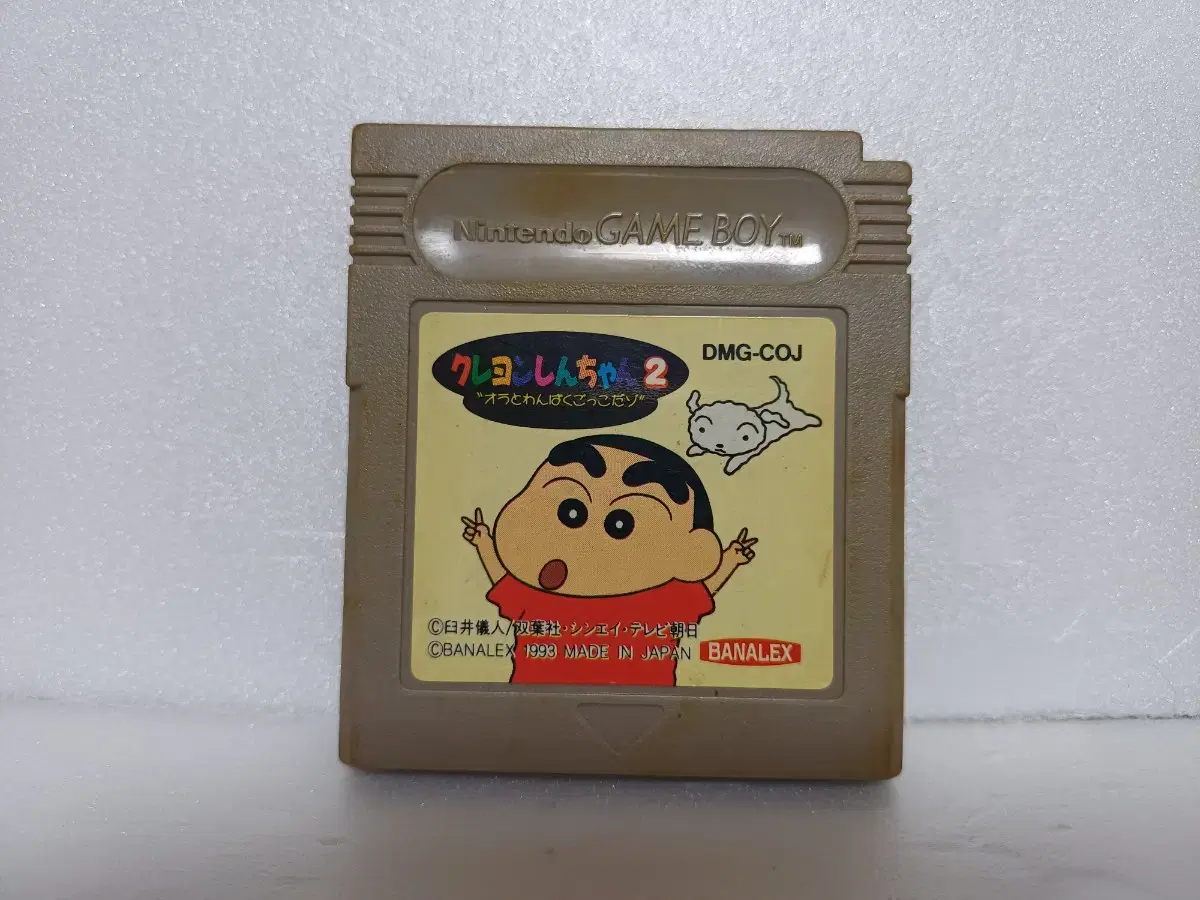 Nintendo GAME BOY TM
クレヨンしんちゃん2
"オラとわんぱくごっこだゾ"
DMG-COJ
©臼井儀人/双葉社・シンエイ・テレビ朝日
©BANALEX 1993 MADE IN JAPAN
BANALEX